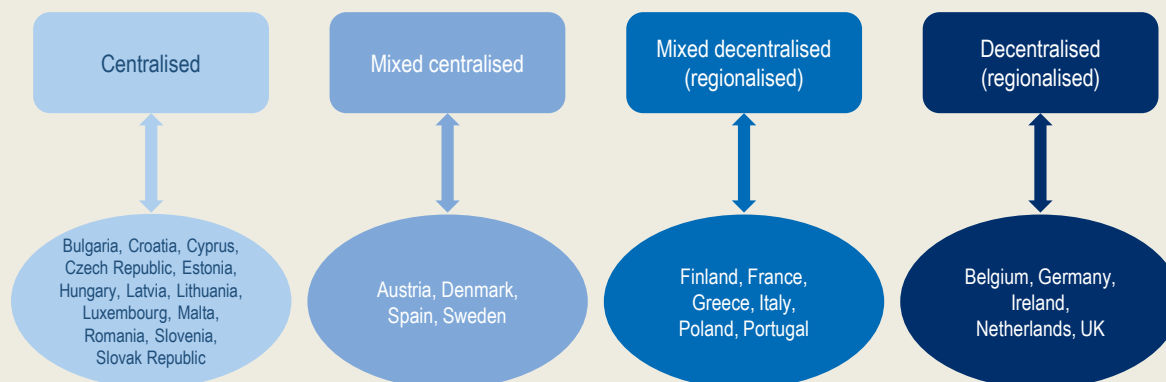 Centralised
Mixed centralised
Mixed decentralised
(regionalised)
Decentralised
(regionalised)
Bulgaria, Croatia, Cyprus,
Czech Republic, Estonia,
Hungary, Latvia, Lithuania,
Luxembourg, Malta,
Romania, Slovenia,
Slovak Republic
Austria, Denmark,
Spain, Sweden
Finland, France,
Greece, Italy,
Poland, Portugal
Belgium, Germany,
Ireland,
Netherlands, UK